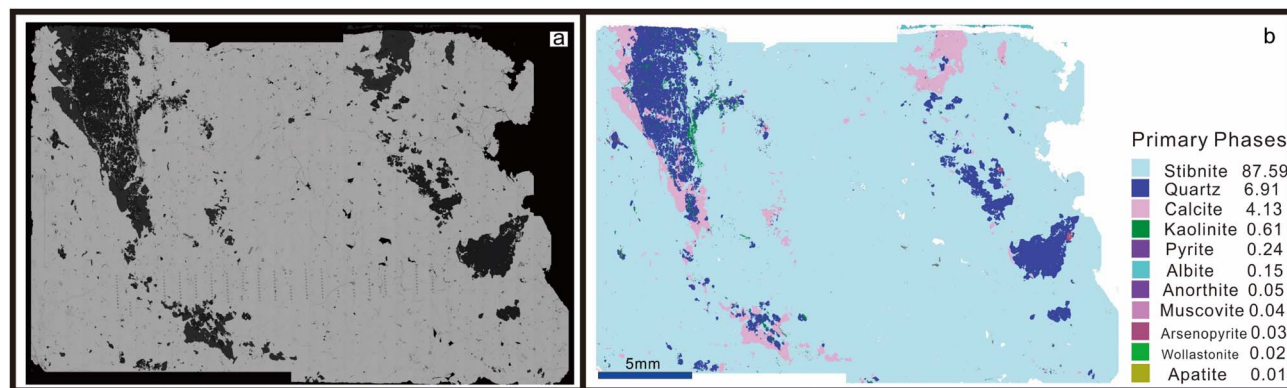 a
b
Primary Phases
Stibnite 87.59
Quartz 6.91
Calcite 4.13
Kaolinite 0.61
Pyrite 0.24
Albite 0.15
Anorthite 0.05
Muscovite 0.04
Arsenopyrite 0.03
Wollastonite 0.02
Apatite 0.01
5mm